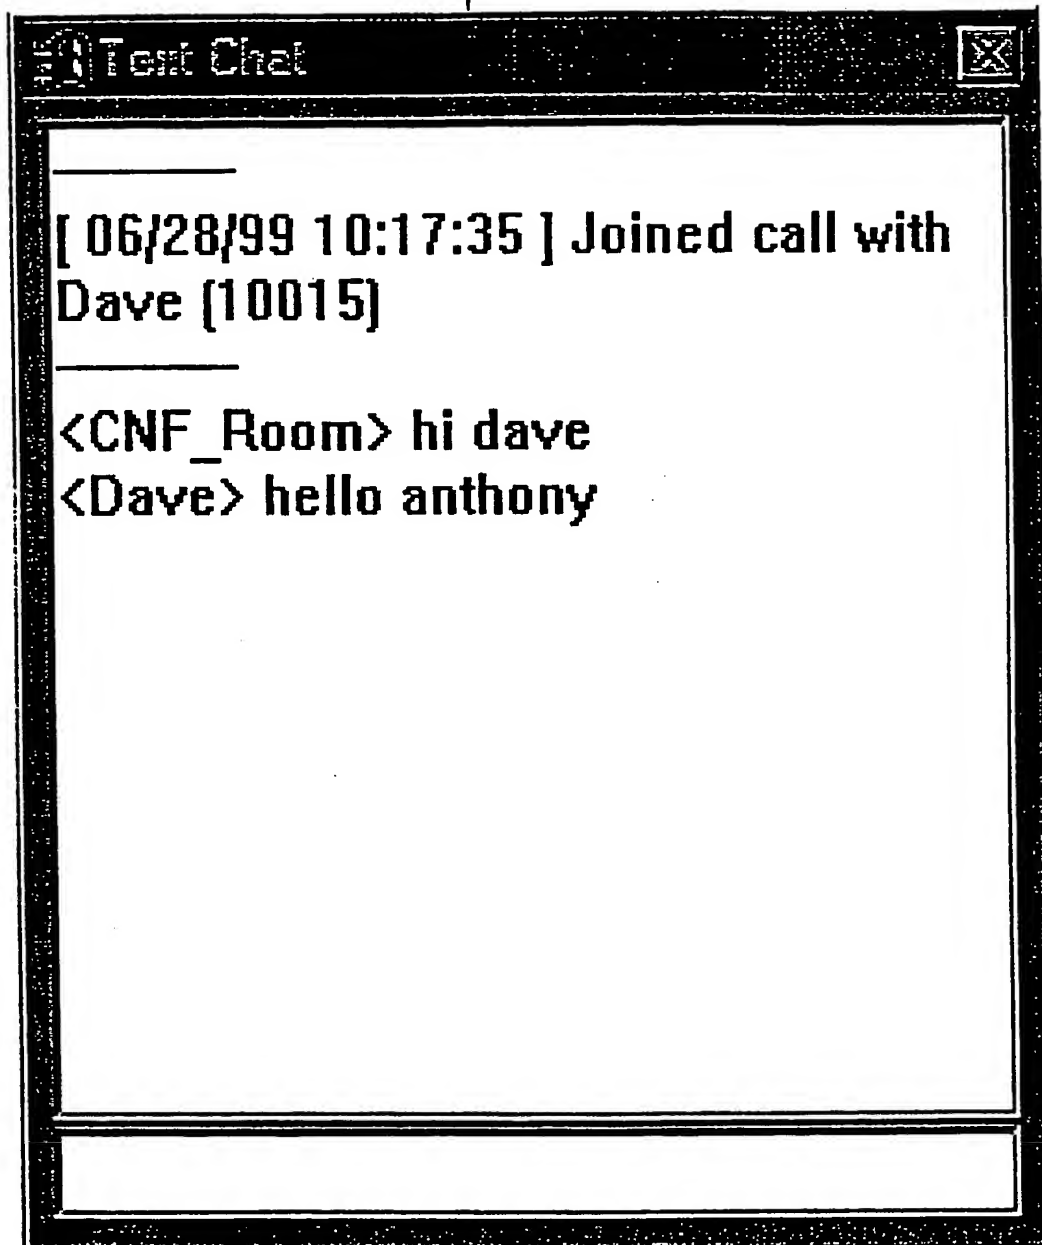 Text Chat
[ 06/28/99 10:17:35 ] Joined call with
Dave [10015]
<CNF_Room> hi dave
<Dave> hello anthony